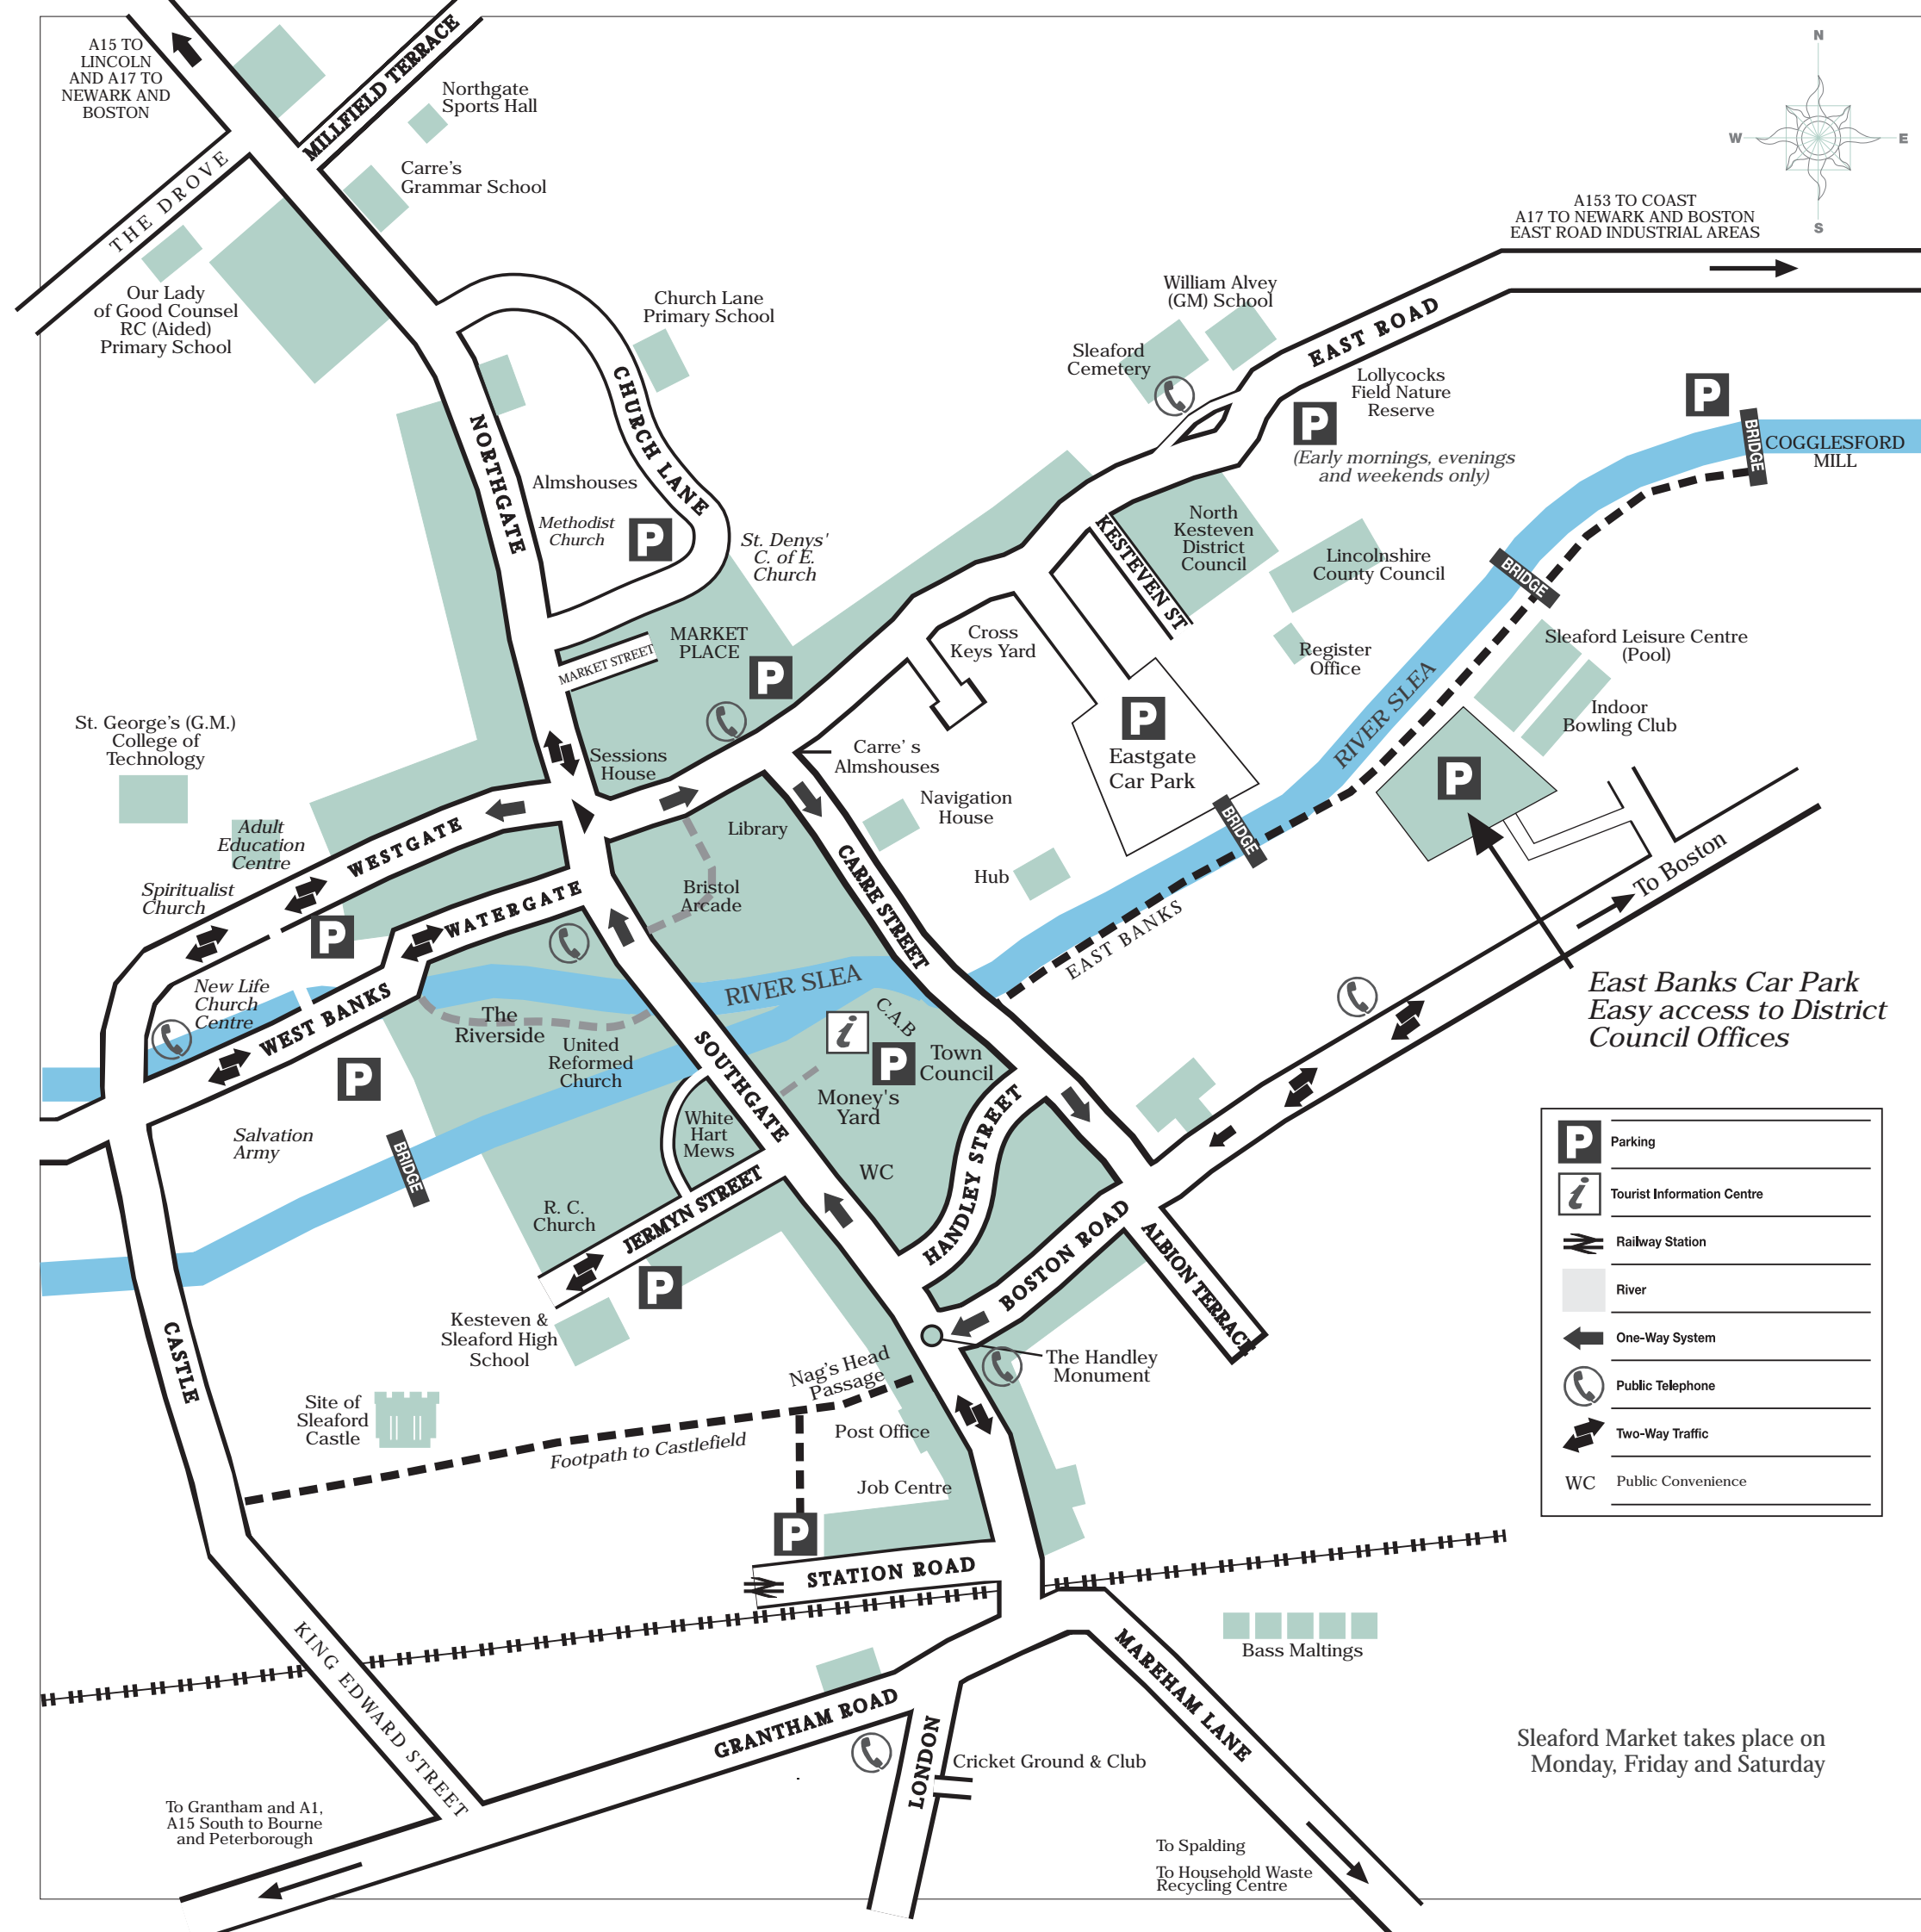 A15 TO
LINCOLN
AND A17 TO
NEWARK AND
BOSTON
MILLFIELD TERRACE
Northgate
Sports Hall
Carre's
Grammar School
THE DROVE
Our Lady
of Good Counsel
RC (Aided)
Primary School
N
W
E
S
A153 TO COAST
A17 TO NEWARK AND BOSTON
EAST ROAD INDUSTRIAL AREAS
William Alvey
(GM) School
Church Lane
Primary School
EAST ROAD
Sleaford
Cemetery
Lollycocks
Field Nature
Reserve
P
P
(Early mornings, evenings
and weekends only)
BRIDGE
COGGLESFORD
MILL
CHURCH LANE
NORTHGATE
Almshouses
Methodist
Church
P
St. Denys'
C. of E.
Church
KESTEVEN ST
North
Kesteven
District
Council
Lincolnshire
County Council
BRIDGE
MARKET
PLACE
MARKET STREET
P
Cross
Keys Yard
Register
Office
Sleaford Leisure Centre
(Pool)
RIVER SLEA
Indoor
Bowling Club
St. George's (G.M.)
College of
Technology
Sessions
House
Carre' s
Almshouses
P
Eastgate
Car Park
P
Navigation
House
Library
BRIDGE
Adult
Education
Centre
WESTGATE
CARRE STREET
To Boston
Spiritualist
Church
WATERGATE
Bristol
Arcade
Hub
P
EAST BANKS
New Life
Church
Centre
WEST BANKS
RIVER SLEA
East Banks Car Park
Easy access to District
Council Offices
The
Riverside
United
Reformed
Church
SOUTHGATE
i
C.A.B
P
Town
Council
Money's
Yard
P
White
Hart
Mews
HANDLEY STREET
Salvation
Army
BRIDGE
WC
R. C.
Church
JERMYN STREET
P
BOSTON ROAD
ALBION TERRACE
P
Parking
i
Tourist Information Centre
Railway Station
River
One-Way System
Public Telephone
Two-Way Traffic
WC
Public Convenience
CASTLE
Kesteven &
Sleaford High
School
Nag's Head
Passage
The Handley
Monument
Site of
Sleaford
Castle
Footpath to Castlefield
Post Office
Job Centre
P
STATION ROAD
Bass Maltings
KING EDWARD STREET
MAREHAM LANE
GRANTHAM ROAD
LONDON
Cricket Ground & Club
Sleaford Market takes place on
Monday, Friday and Saturday
To Grantham and A1,
A15 South to Bourne
and Peterborough
To Spalding
To Household Waste
Recycling Centre